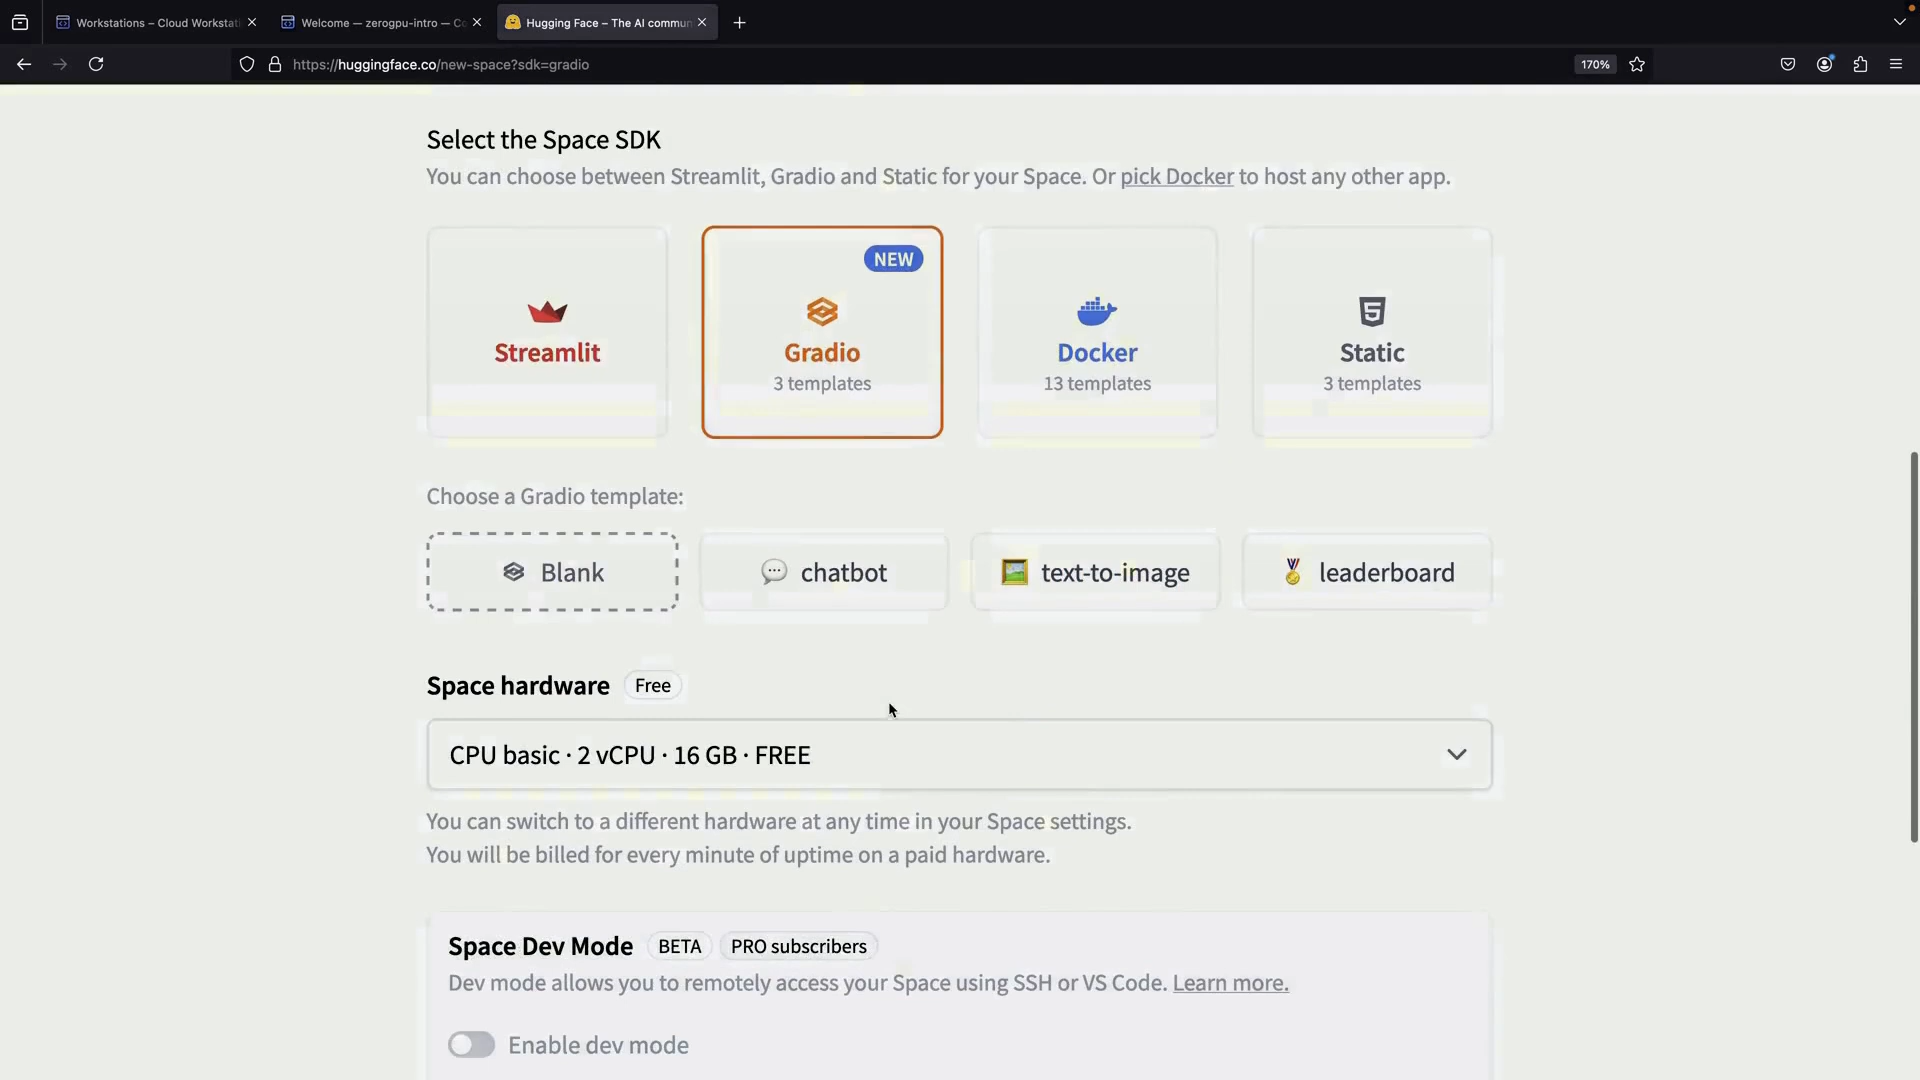 Workstations – Cloud Workstati
Welcome — zerogpu-intro — Co
Hugging Face – The AI commun
https://huggingface.co/new-space?sdk=gradio
170%
Select the Space SDK
You can choose between Streamlit, Gradio and Static for your Space. Or pick Docker to host any other app.
NEW
Streamlit
Gradio
3 templates
Docker
13 templates
Static
3 templates
Choose a Gradio template:
Blank
chatbot
text-to-image
leaderboard
Space hardware Free
CPU basic · 2 vCPU · 16 GB · FREE
You can switch to a different hardware at any time in your Space settings.
You will be billed for every minute of uptime on a paid hardware.
Space Dev Mode BETA PRO subscribers
Dev mode allows you to remotely access your Space using SSH or VS Code. Learn more.
Enable dev mode